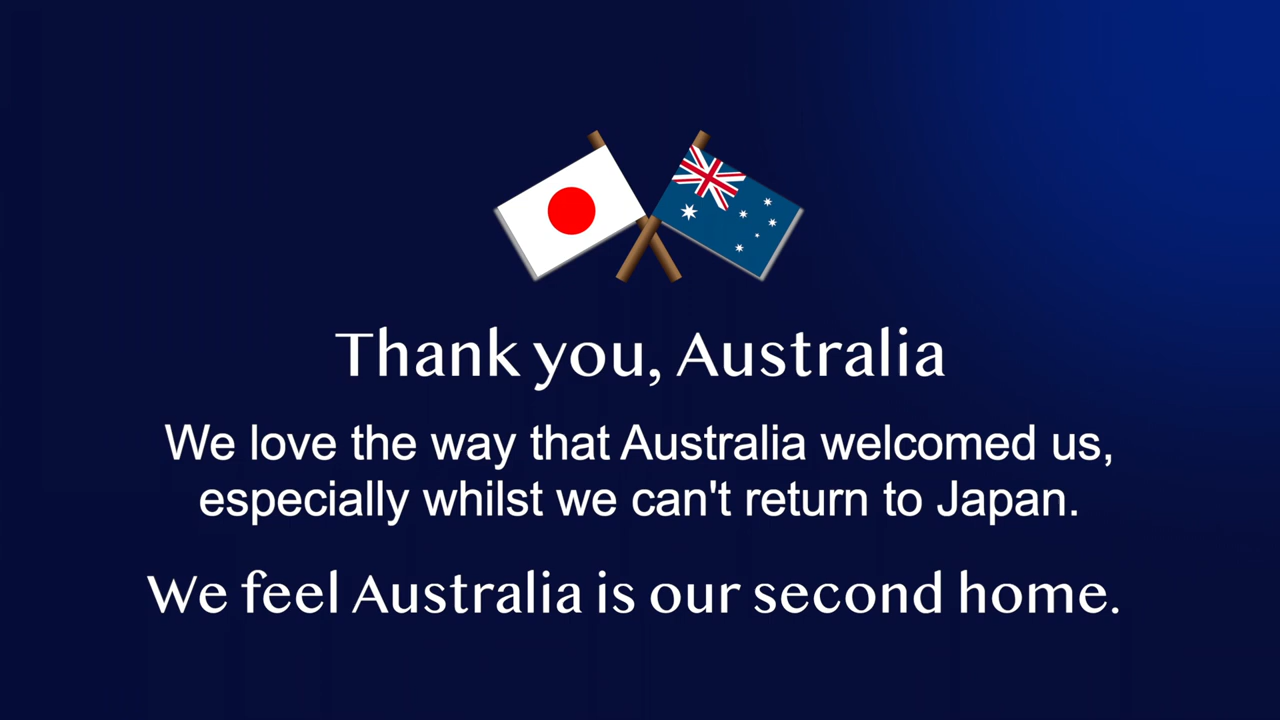 Thank you, Australia
We love the way that Australia welcomed us,
especially whilst we can't return to Japan.
We feel Australia is our second home.